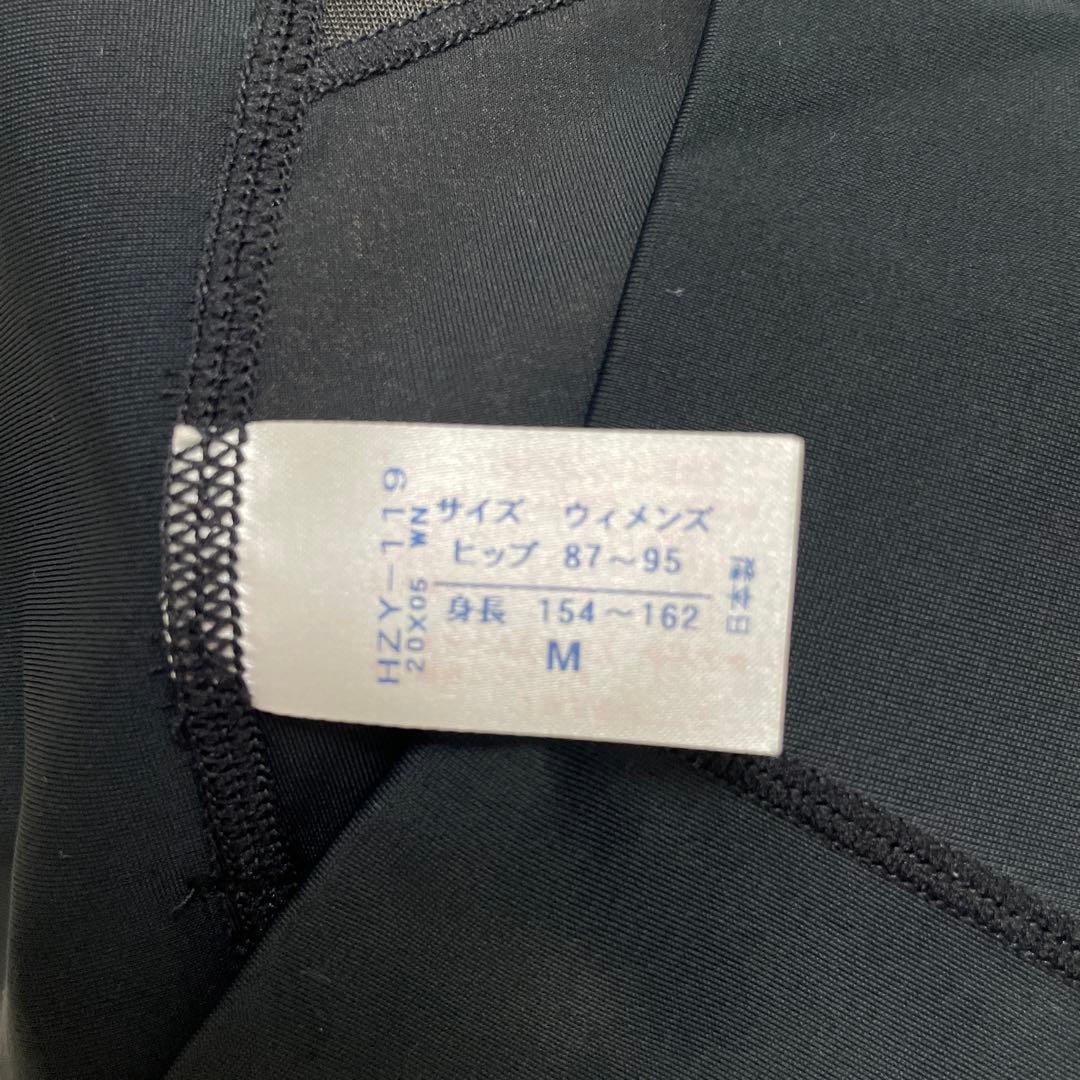 サイズ ウィメンズ
ヒップ 87～95
身長 154～162
M
HZY-119
20X05 WN
日本製